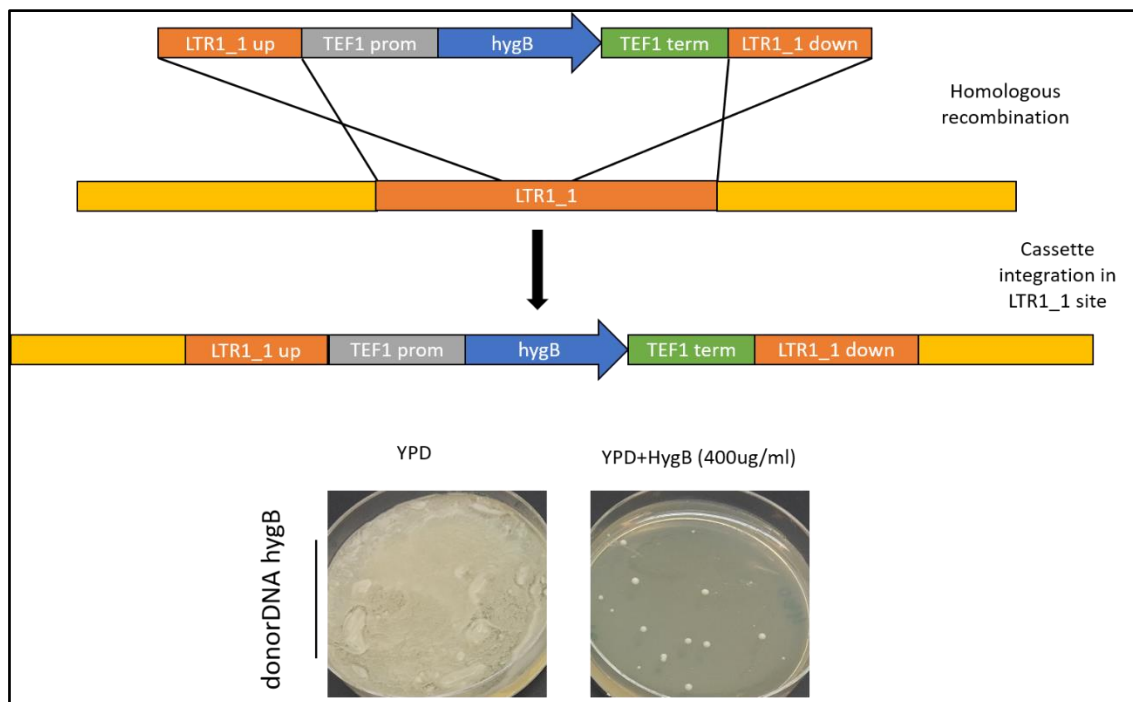 LTR1_1 up TEF1 prom hygB TEF1 term LTR1_1 down
Homologous
recombination
LTR1_1
Cassette
integration in
LTR1_1 site
LTR1_1 up TEF1 prom hygB TEF1 term LTR1_1 down
YPD YPD+HygB (400ug/ml)
donorDNA hygB